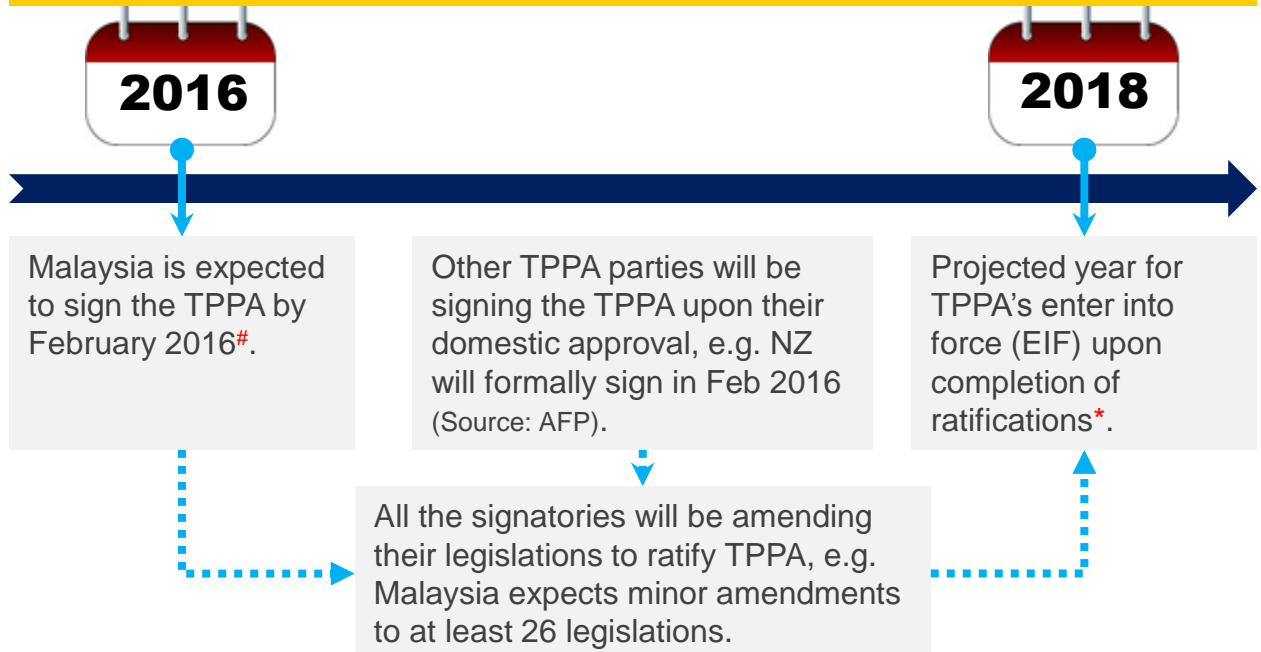 2016
2018
Malaysia is expected
to sign the TPPA by
February 2016#.
Other TPPA parties will be
signing the TPPA upon their
domestic approval, e.g. NZ
will formally sign in Feb 2016
(Source: AFP).
Projected year for
TPPA’s enter into
force (EIF) upon
completion of
ratifications*.
All the signatories will be amending
their legislations to ratify TPPA, e.g.
Malaysia expects minor amendments
to at least 26 legislations.